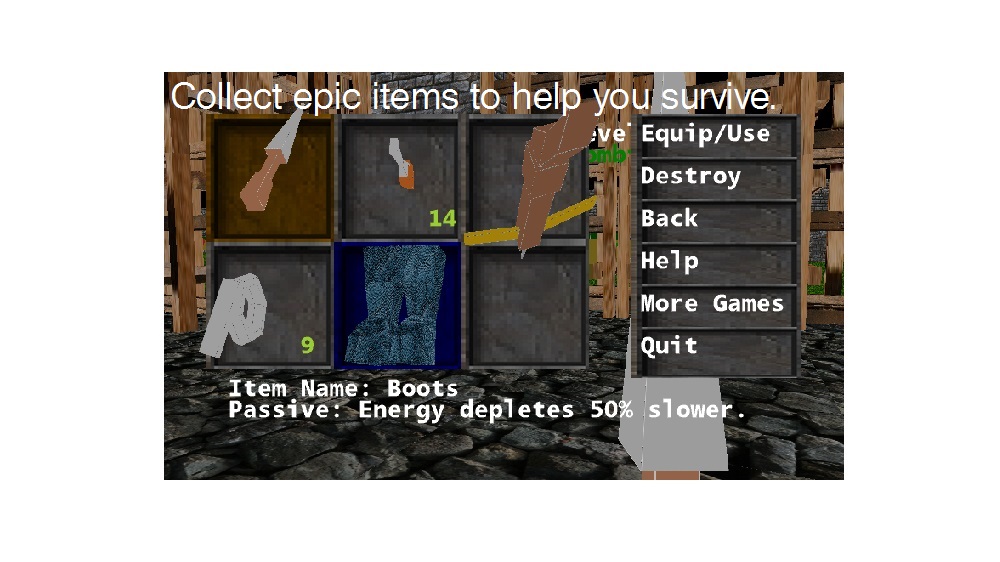 Collect epic items to help you survive.
Equip/Use
Destroy
14
Back
Help
More Games
9
Quit
Item Name: Boots
Passive: Energy depletes 50% slower.